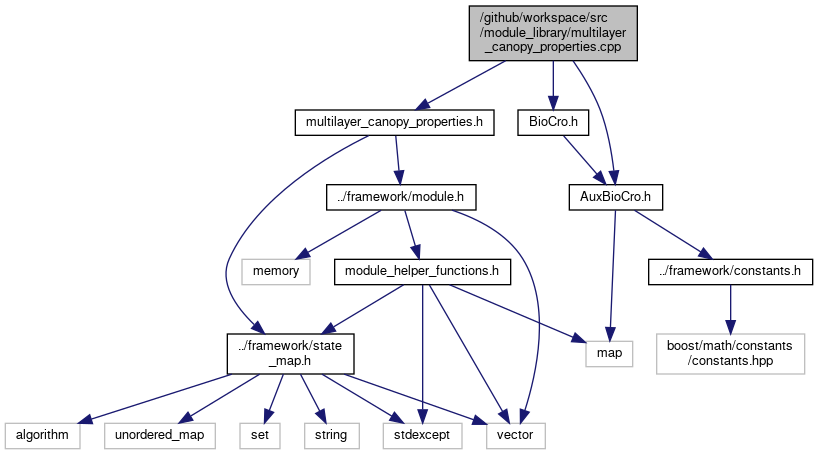 /github/workspace/src
/module_library/multilayer
_canopy_properties.cpp
multilayer_canopy_properties.h
BioCro.h
../framework/module.h
AuxBioCro.h
memory
module_helper_functions.h
../framework/constants.h
../framework/state
_map.h
map
boost/math/constants
/constants.hpp
algorithm
unordered_map
set
string
stdexcept
vector